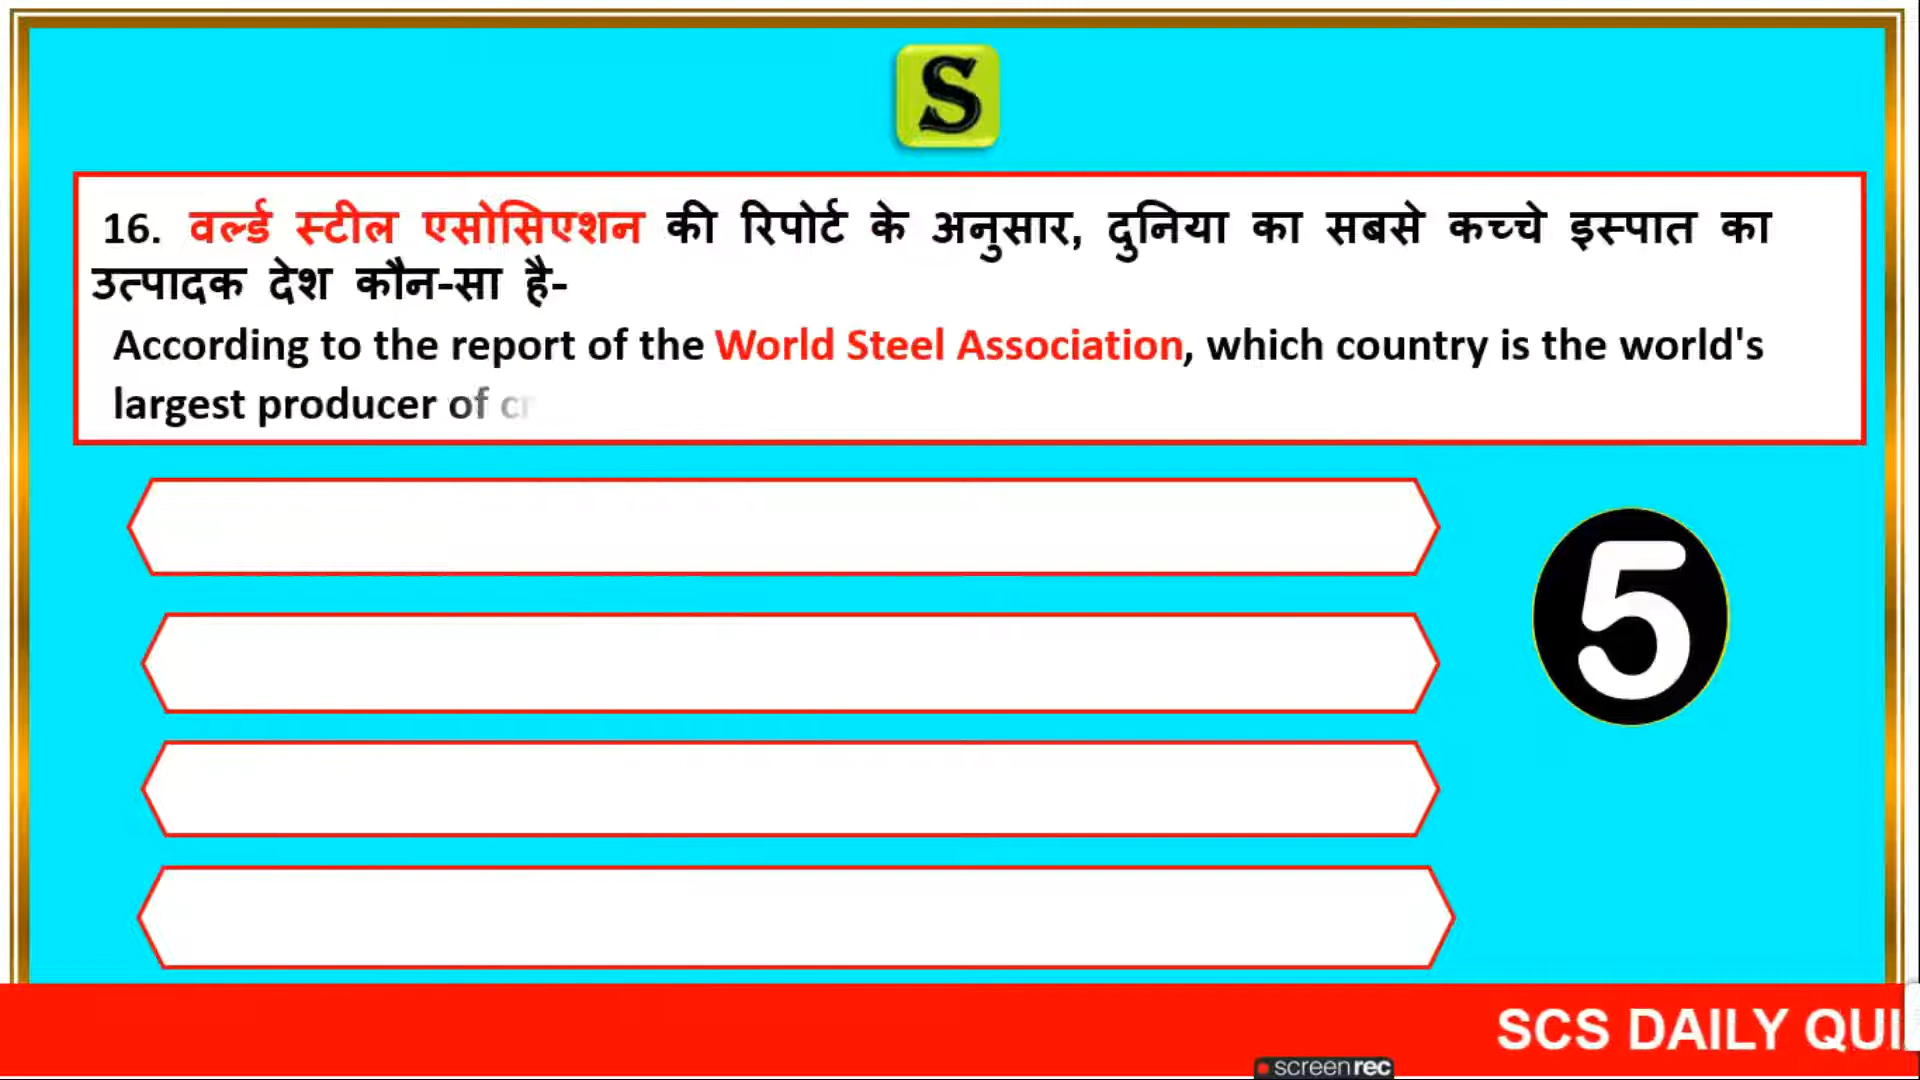 S
16. वर्ल्ड स्टील एसोसिएशन की रिपोर्ट के अनुसार, दुनिया का सबसे कच्चे इस्पात का
उत्पादक देश कौन-सा है-
According to the report of the World Steel Association, which country is the world's
largest producer of
5
SCS DAILY QUI
screenrec